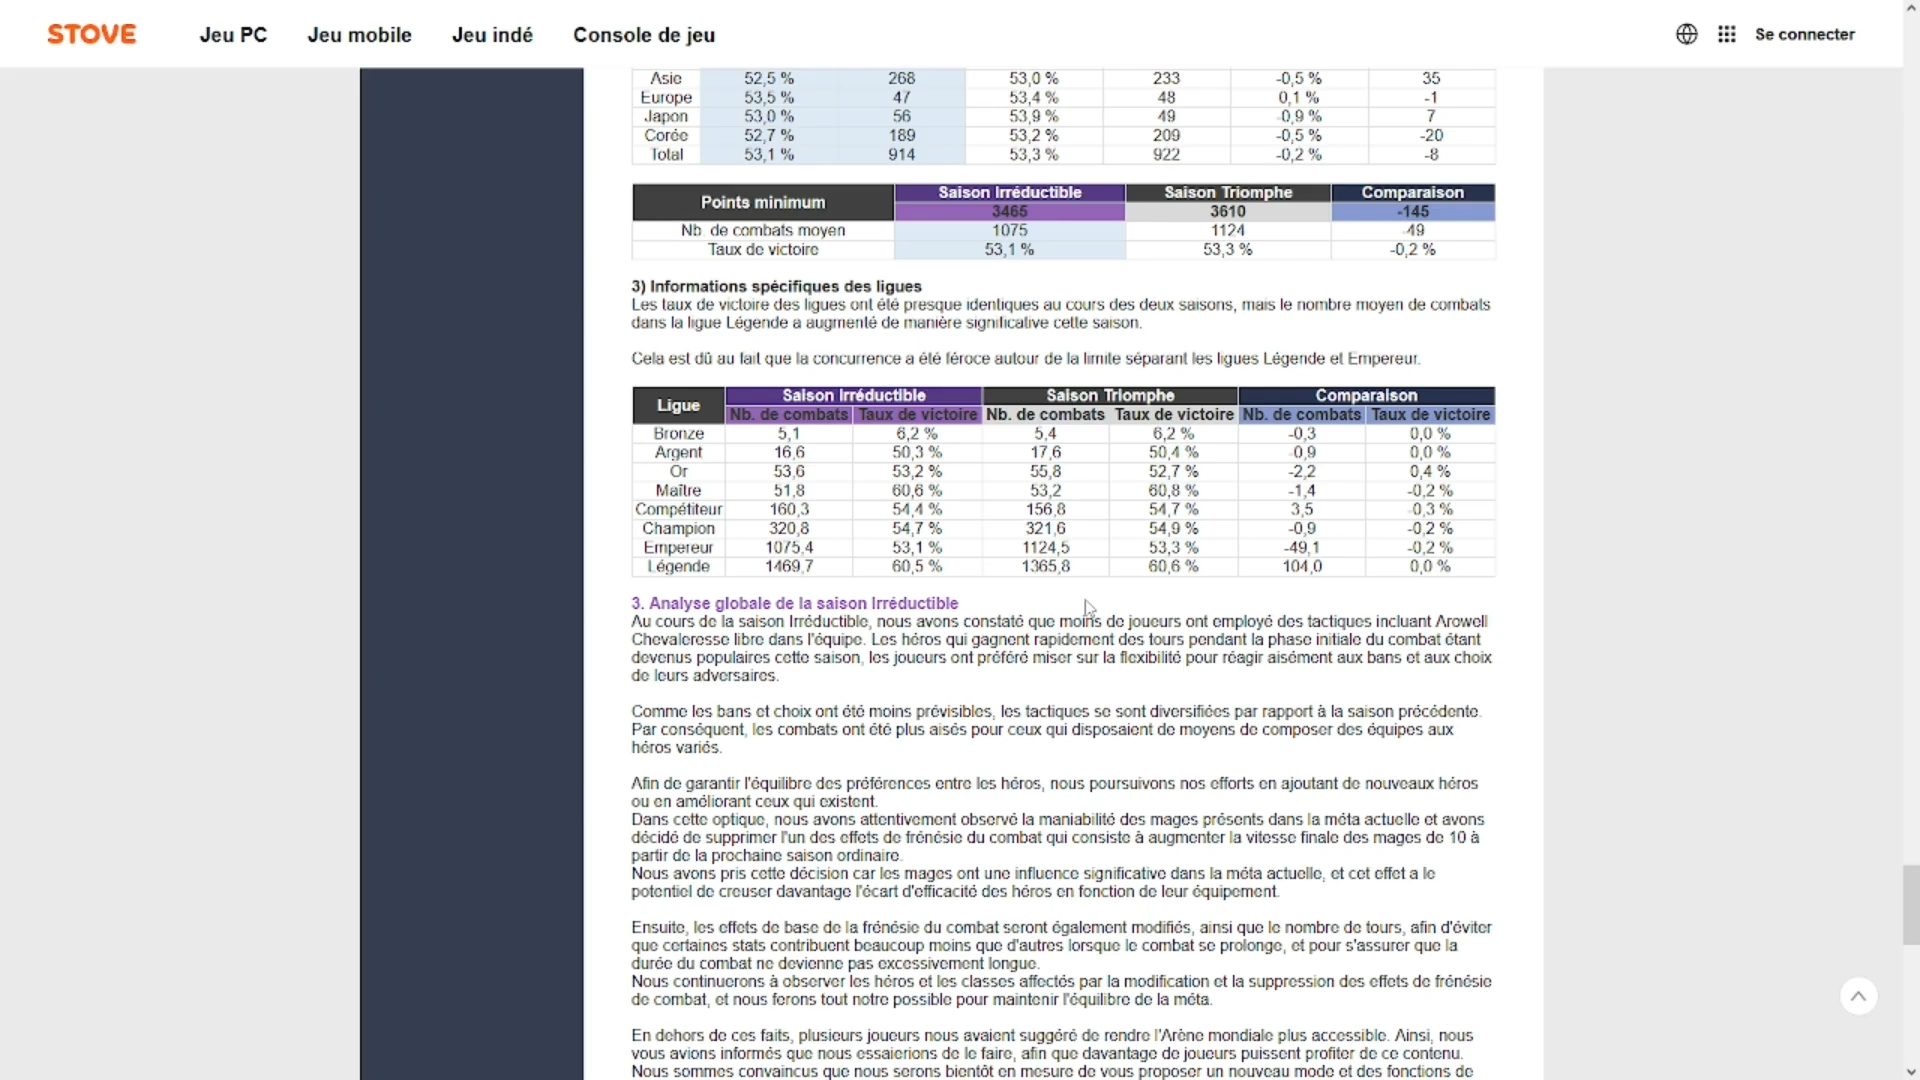 STOVE Jeu PC Jeu mobile Jeu indé Console de jeu Se connecter
Asie 52,5 % 268 53,0 % 233 -0,5 % 35
Europe 53,5 % 47 53,4 % 48 0,1 % -1
Japon 53,0 % 56 53,9 % 49 -0,9 % 7
Corée 52,7 % 189 53,2 % 209 -0,5 % -20
Total 53,1 % 914 53,3 % 922 -0,2 % -8
Points minimum Saison Irréductible Saison Triomphe Comparaison
3465 3610 -145
Nb. de combats moyen 1075 1124 -49
Taux de victoire 53,1 % 53,3 % -0,2 %
3) Informations spécifiques des ligues
Les taux de victoire des ligues ont été presque identiques au cours des deux saisons, mais le nombre moyen de combats
dans la ligue Légende a augmenté de manière significative cette saison.
Cela est dû au fait que la concurrence a été féroce autour de la limite séparant les ligues Légende et Empereur.
Ligue Saison Irréductible Saison Triomphe Comparaison
Nb. de combats Taux de victoire Nb. de combats Taux de victoire Nb. de combats Taux de victoire
Bronze 5,1 6,2 % 5,4 6,2 % -0,3 0,0 %
Argent 16,6 50,3 % 17,6 50,4 % -0,9 0,0 %
Or 53,6 53,2 % 55,8 52,7 % -2,2 0,4 %
Maître 51,8 60,6 % 53,2 60,8 % -1,4 -0,2 %
Compétiteur 160,3 54,4 % 156,8 54,7 % 3,5 -0,3 %
Champion 320,8 54,7 % 321,6 54,9 % -0,9 -0,2 %
Empereur 1075,4 53,1 % 1124,5 53,3 % -49,1 -0,2 %
Légende 1469,7 60,5 % 1365,8 60,6 % 104,0 0,0 %
3. Analyse globale de la saison Irréductible
Au cours de la saison Irréductible, nous avons constaté que moins de joueurs ont employé des tactiques incluant Arowell
Chevaleresse libre dans l'équipe. Les héros qui gagnent rapidement des tours pendant la phase initiale du combat étant
devenus populaires cette saison, les joueurs ont préféré miser sur la flexibilité pour réagir aisément aux bans et aux choix
de leurs adversaires.
Comme les bans et choix ont été moins prévisibles, les tactiques se sont diversifiées par rapport à la saison précédente.
Par conséquent, les combats ont été plus aisés pour ceux qui disposaient de moyens de composer des équipes aux
héros variés.
Afin de garantir l'équilibre des préférences entre les héros, nous poursuivons nos efforts en ajoutant de nouveaux héros
ou en améliorant ceux qui existent.
Dans cette optique, nous avons attentivement observé la maniabilité des mages présents dans la méta actuelle et avons
décidé de supprimer l'un des effets de frénésie du combat qui consiste à augmenter la vitesse finale des mages de 10 à
partir de la prochaine saison ordinaire.
Nous avons pris cette décision car les mages ont une influence significative dans la méta actuelle, et cet effet a le
potentiel de creuser davantage l'écart d'efficacité des héros en fonction de leur équipement.
Ensuite, les effets de base de la frénésie du combat seront également modifiés, ainsi que le nombre de tours, afin d'éviter
que certaines stats contribuent beaucoup moins que d'autres lorsque le combat se prolonge, et pour s'assurer que la
durée du combat ne devienne pas excessivement longue.
Nous continuerons à observer les héros et les classes affectés par la modification et la suppression des effets de frénésie
de combat, et nous ferons tout notre possible pour maintenir l'équilibre de la méta.
En dehors de ces faits, plusieurs joueurs nous avaient suggéré de rendre l'Arène mondiale plus accessible. Ainsi, nous
vous avions informés que nous essaierions de le faire, afin que davantage de joueurs puissent profiter de ce contenu.
Nous sommes convaincus que nous serons bientôt en mesure de vous proposer un nouveau mode et des fonctions de